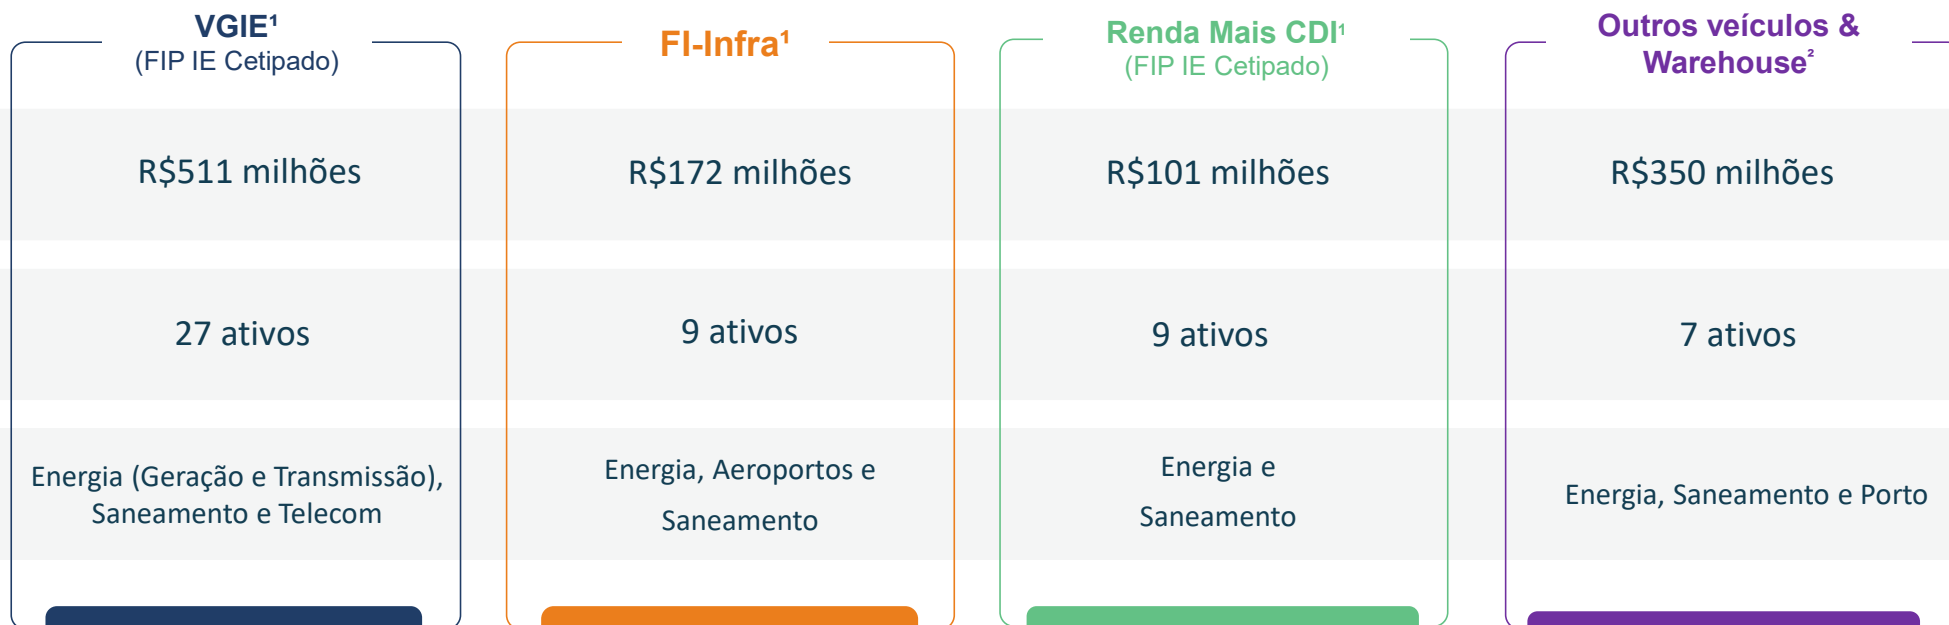 VGIE¹
(FIP IE Cetipado)
FI-Infra¹
Renda Mais CDI¹
(FIP IE Cetipado)
Outros veículos &
Warehouse²
R$511 milhões
R$172 milhões
R$101 milhões
R$350 milhões
27 ativos
9 ativos
9 ativos
7 ativos
Energia (Geração e Transmissão),
Saneamento e Telecom
Energia, Aeroportos e
Saneamento
Energia e
Saneamento
Energia, Saneamento e Porto